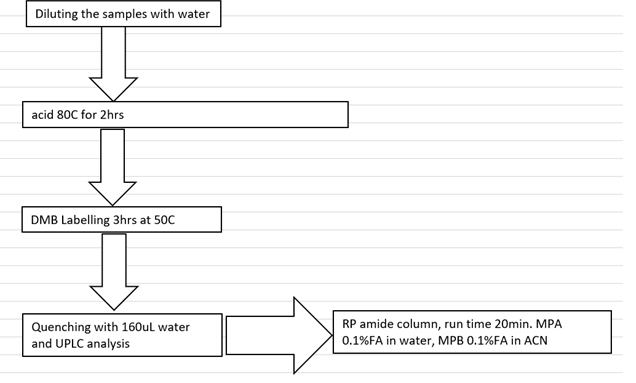 Diluting the samples with water
acid 80C for 2hrs
DMB Labelling 3hrs at 50C
Quenching with 160uL water
and UPLC analysis
RP amide column, run time 20min. MPA
0.1%FA in water, MPB 0.1%FA in ACN